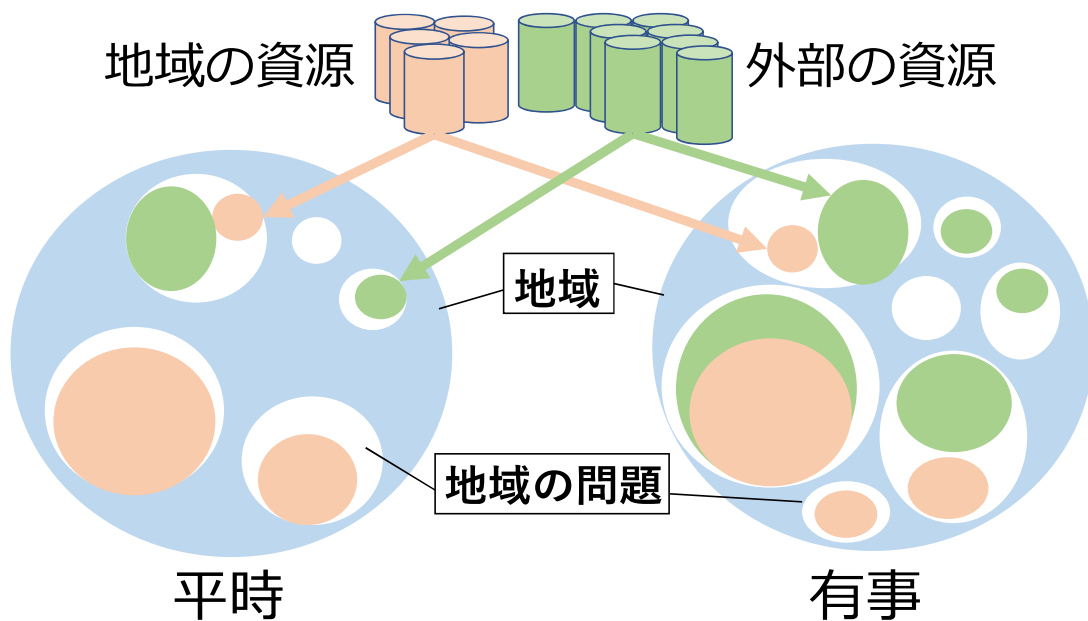 地域の資源
外部の資源
地域
地域の問題
平時
有事